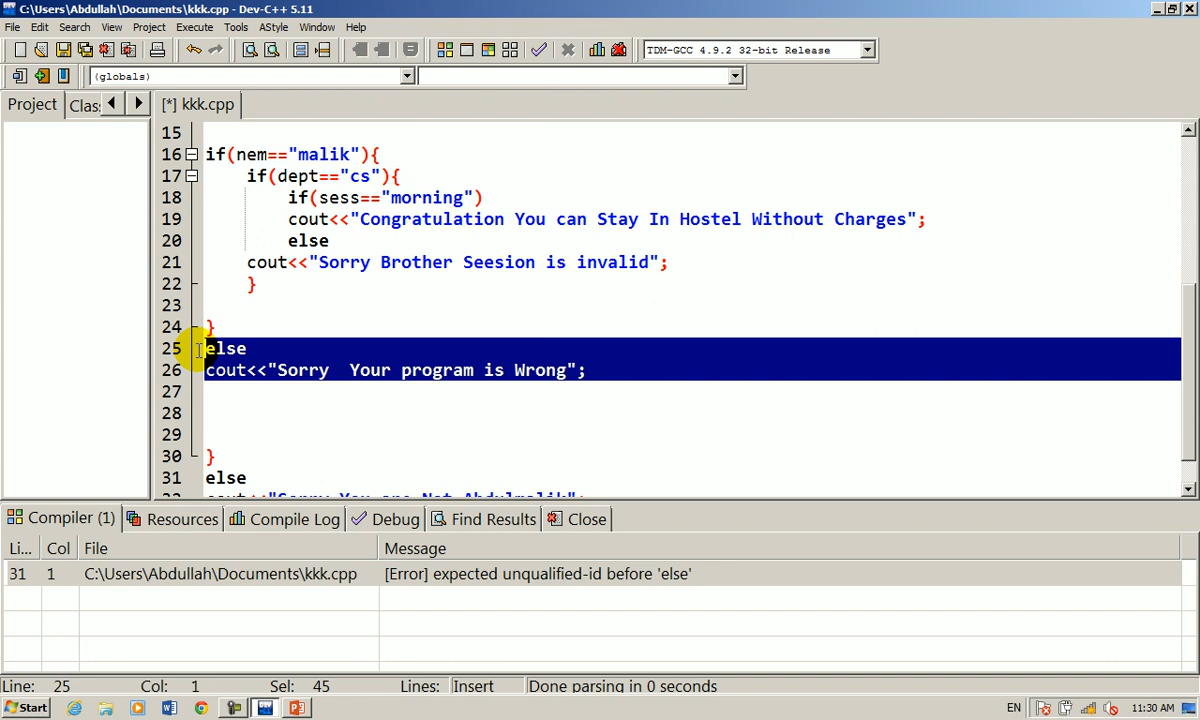 C:\Users\Abdullah\Documents\kkk.cpp - Dev-C++ 5.11
File Edit Search View Project Execute Tools AStyle Window Help
TDM-GCC 4.9.2 32-bit Release
(globals)
Project Clas [*] kkk.cpp
15
16 if(nem=="malik"){
17 if(dept=="cs"){
18 if(sess=="morning")
19 cout<<"Congratulation You can Stay In Hostel Without Charges";
20 else
21 cout<<"Sorry Brother Seesion is invalid";
22 }
23
24 }
25 else
26 cout<<"Sorry  Your program is Wrong";
27
28
29
30 }
31 else
32 cout<<"Sorry You are Not Abdulmalik";
Compiler (1) Resources Compile Log Debug Find Results Close
Li... Col File Message
31 1 C:\Users\Abdullah\Documents\kkk.cpp [Error] expected unqualified-id before 'else'
Line: 25 Col: 1 Sel: 45 Lines: Insert Done parsing in 0 seconds
Start EN 11:30 AM